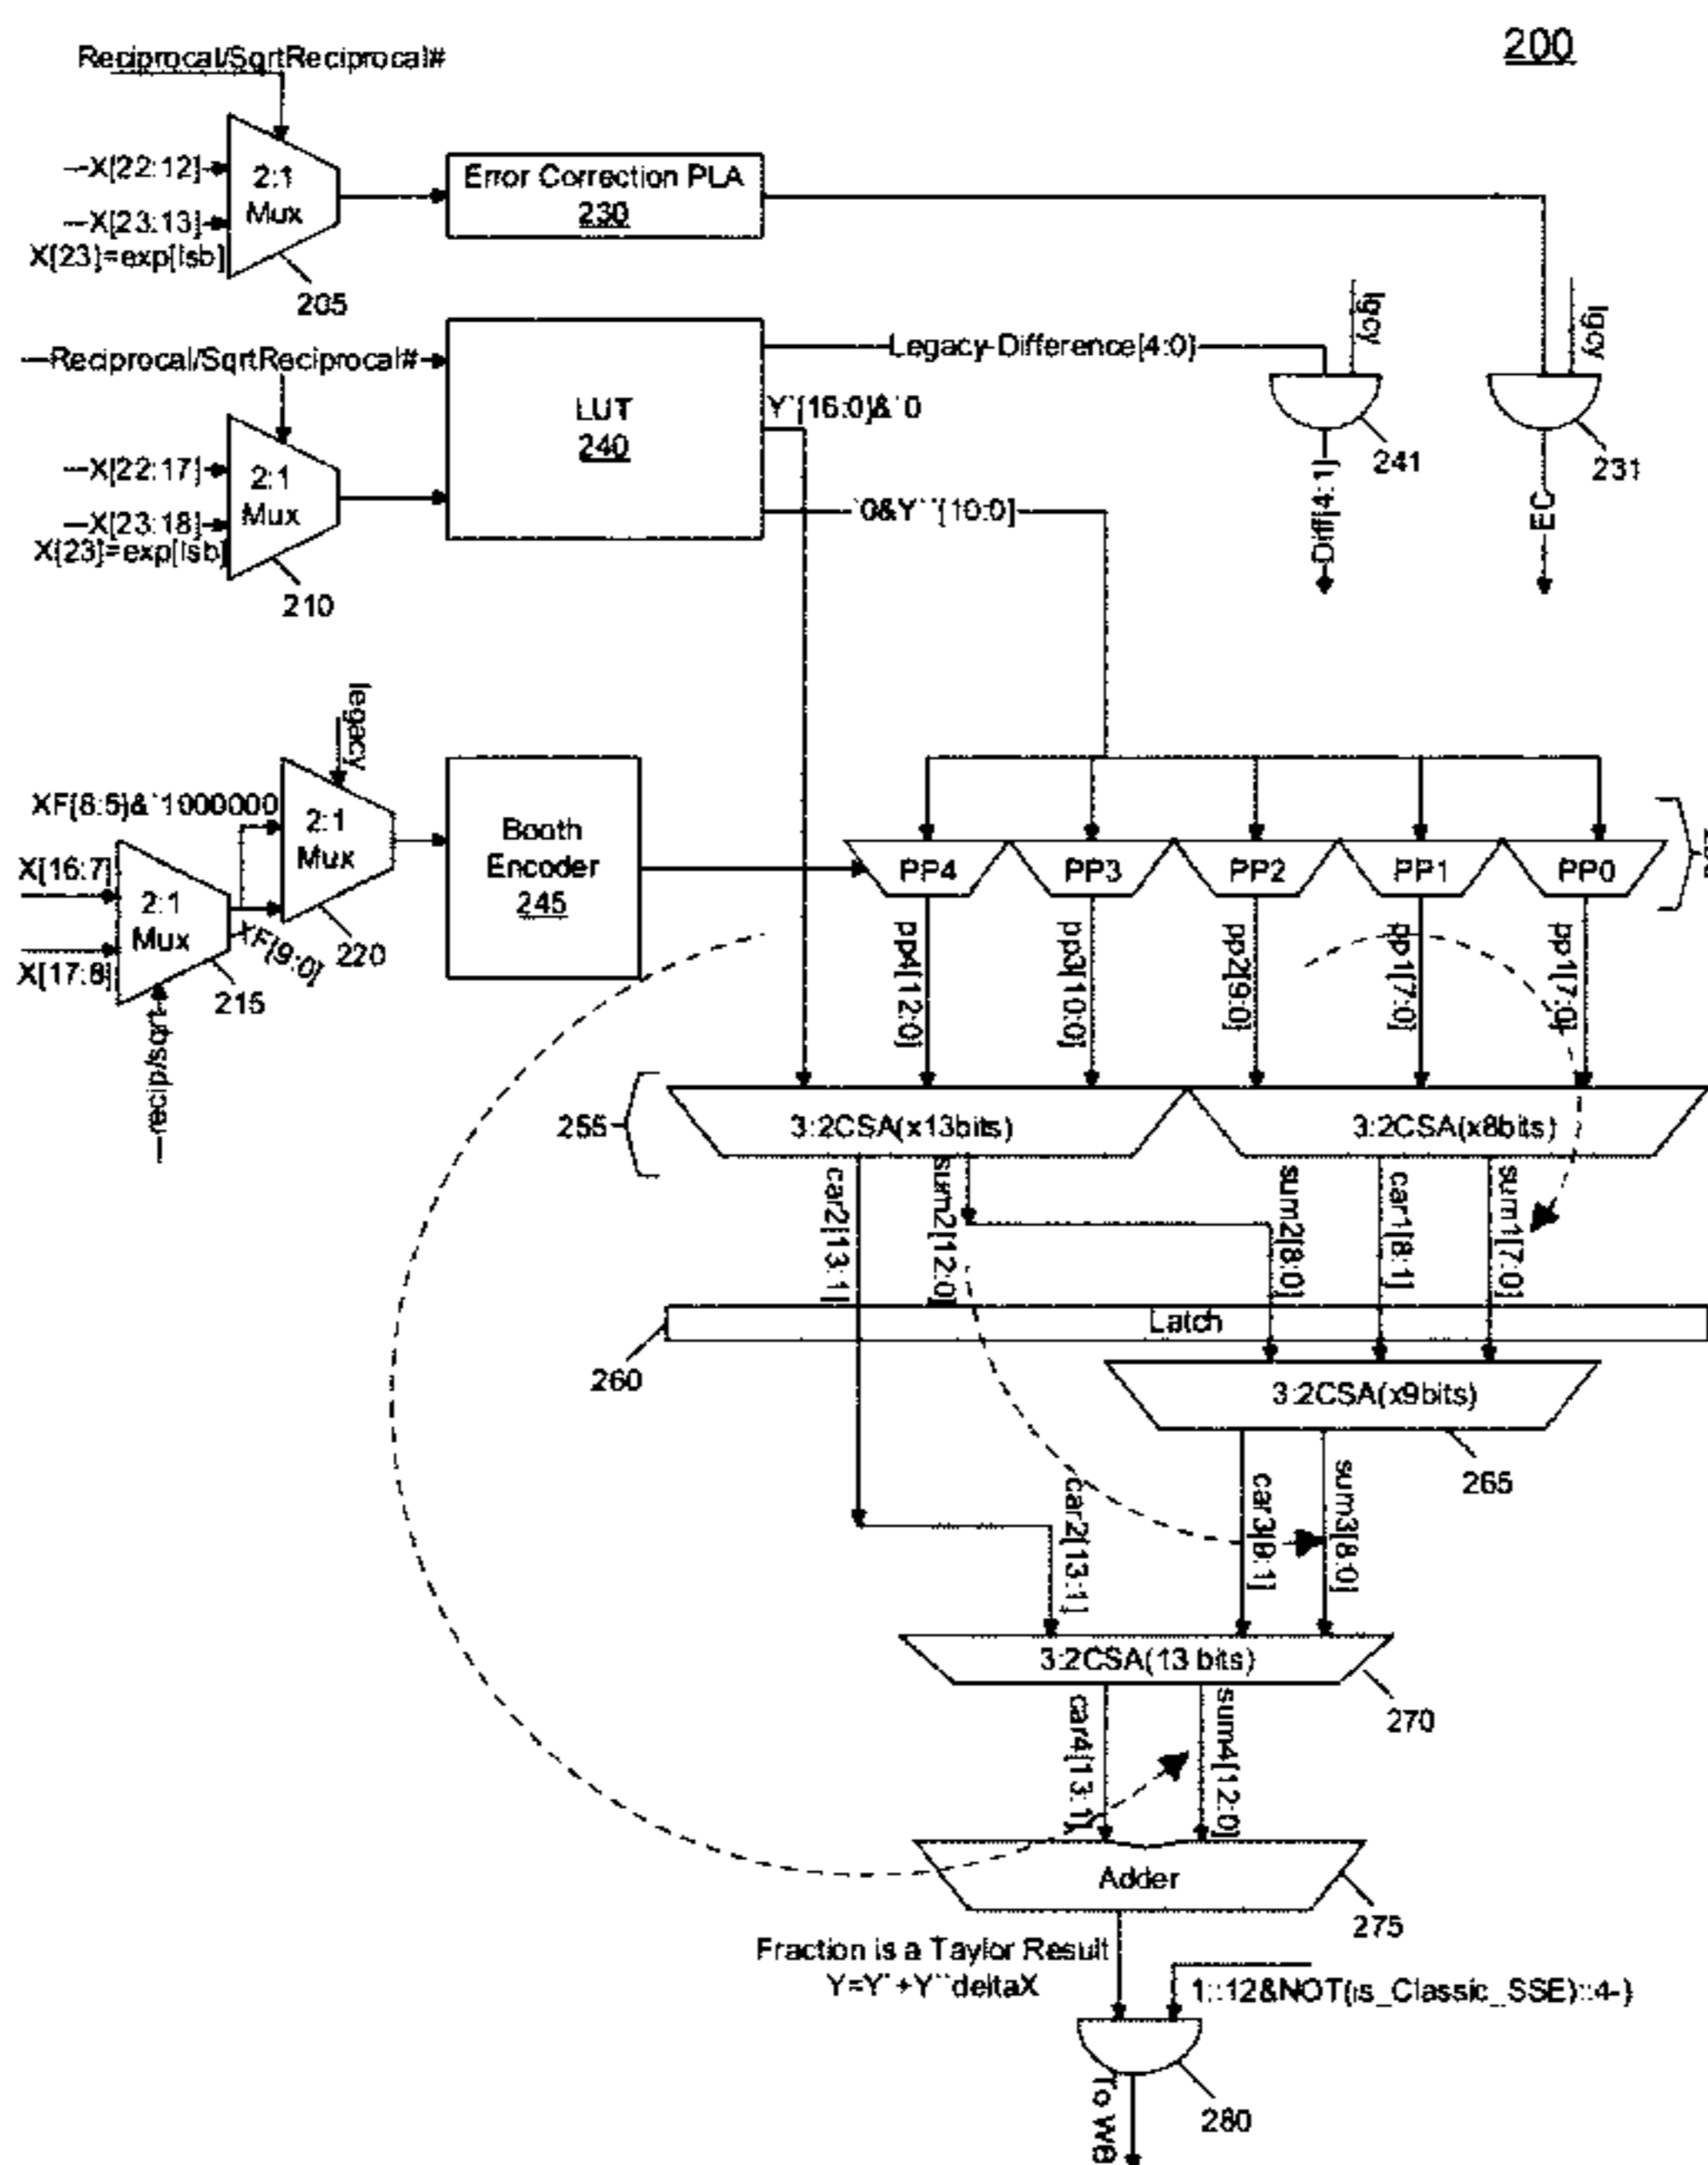 200
Reciprocal/SqrtReciprocal#
X[22:12]
X[23:13]
X[23]=exp[lsb]
2:1
Mux
205
Error Correction PLA
230
Reciprocal/SqrtReciprocal#
X[22:17]
X[23:18]
X[23]=exp[lsb]
2:1
Mux
210
LUT
240
Legacy-Difference[4:0]
Y`[16:0]&`0
`0&Y``[10:0]
lgcy
lgcy
241
231
Diff[4:1]
EC
legacy
XF[8:5]&`1000000
X[16:7]
X[17:8]
2:1
Mux
215
recip/sqrt
XF[9:0]
2:1
Mux
220
Booth
Encoder
245
PP4
PP3
PP2
PP1
PP0
pp4[12:0]
pp3[10:0]
pp2[9:0]
pp1[7:0]
pp1[7:0]
255
3:2CSA(x13bits)
3:2CSA(x8bits)
car2[13:1]
sum2[12:0]
sum2[8:0]
car1[8:1]
sum1[7:0]
Latch
260
3:2CSA(x9bits)
265
car2[13:1]
car3[9:1]
sum3[8:0]
3:2CSA(13 bits)
270
car4[13:1]
sum4[12:0]
Adder
275
Fraction is a Taylor Result
Y=Y`+Y``deltaX
1::12&NOT(is_Classic_SSE)::4-)
280
To WB